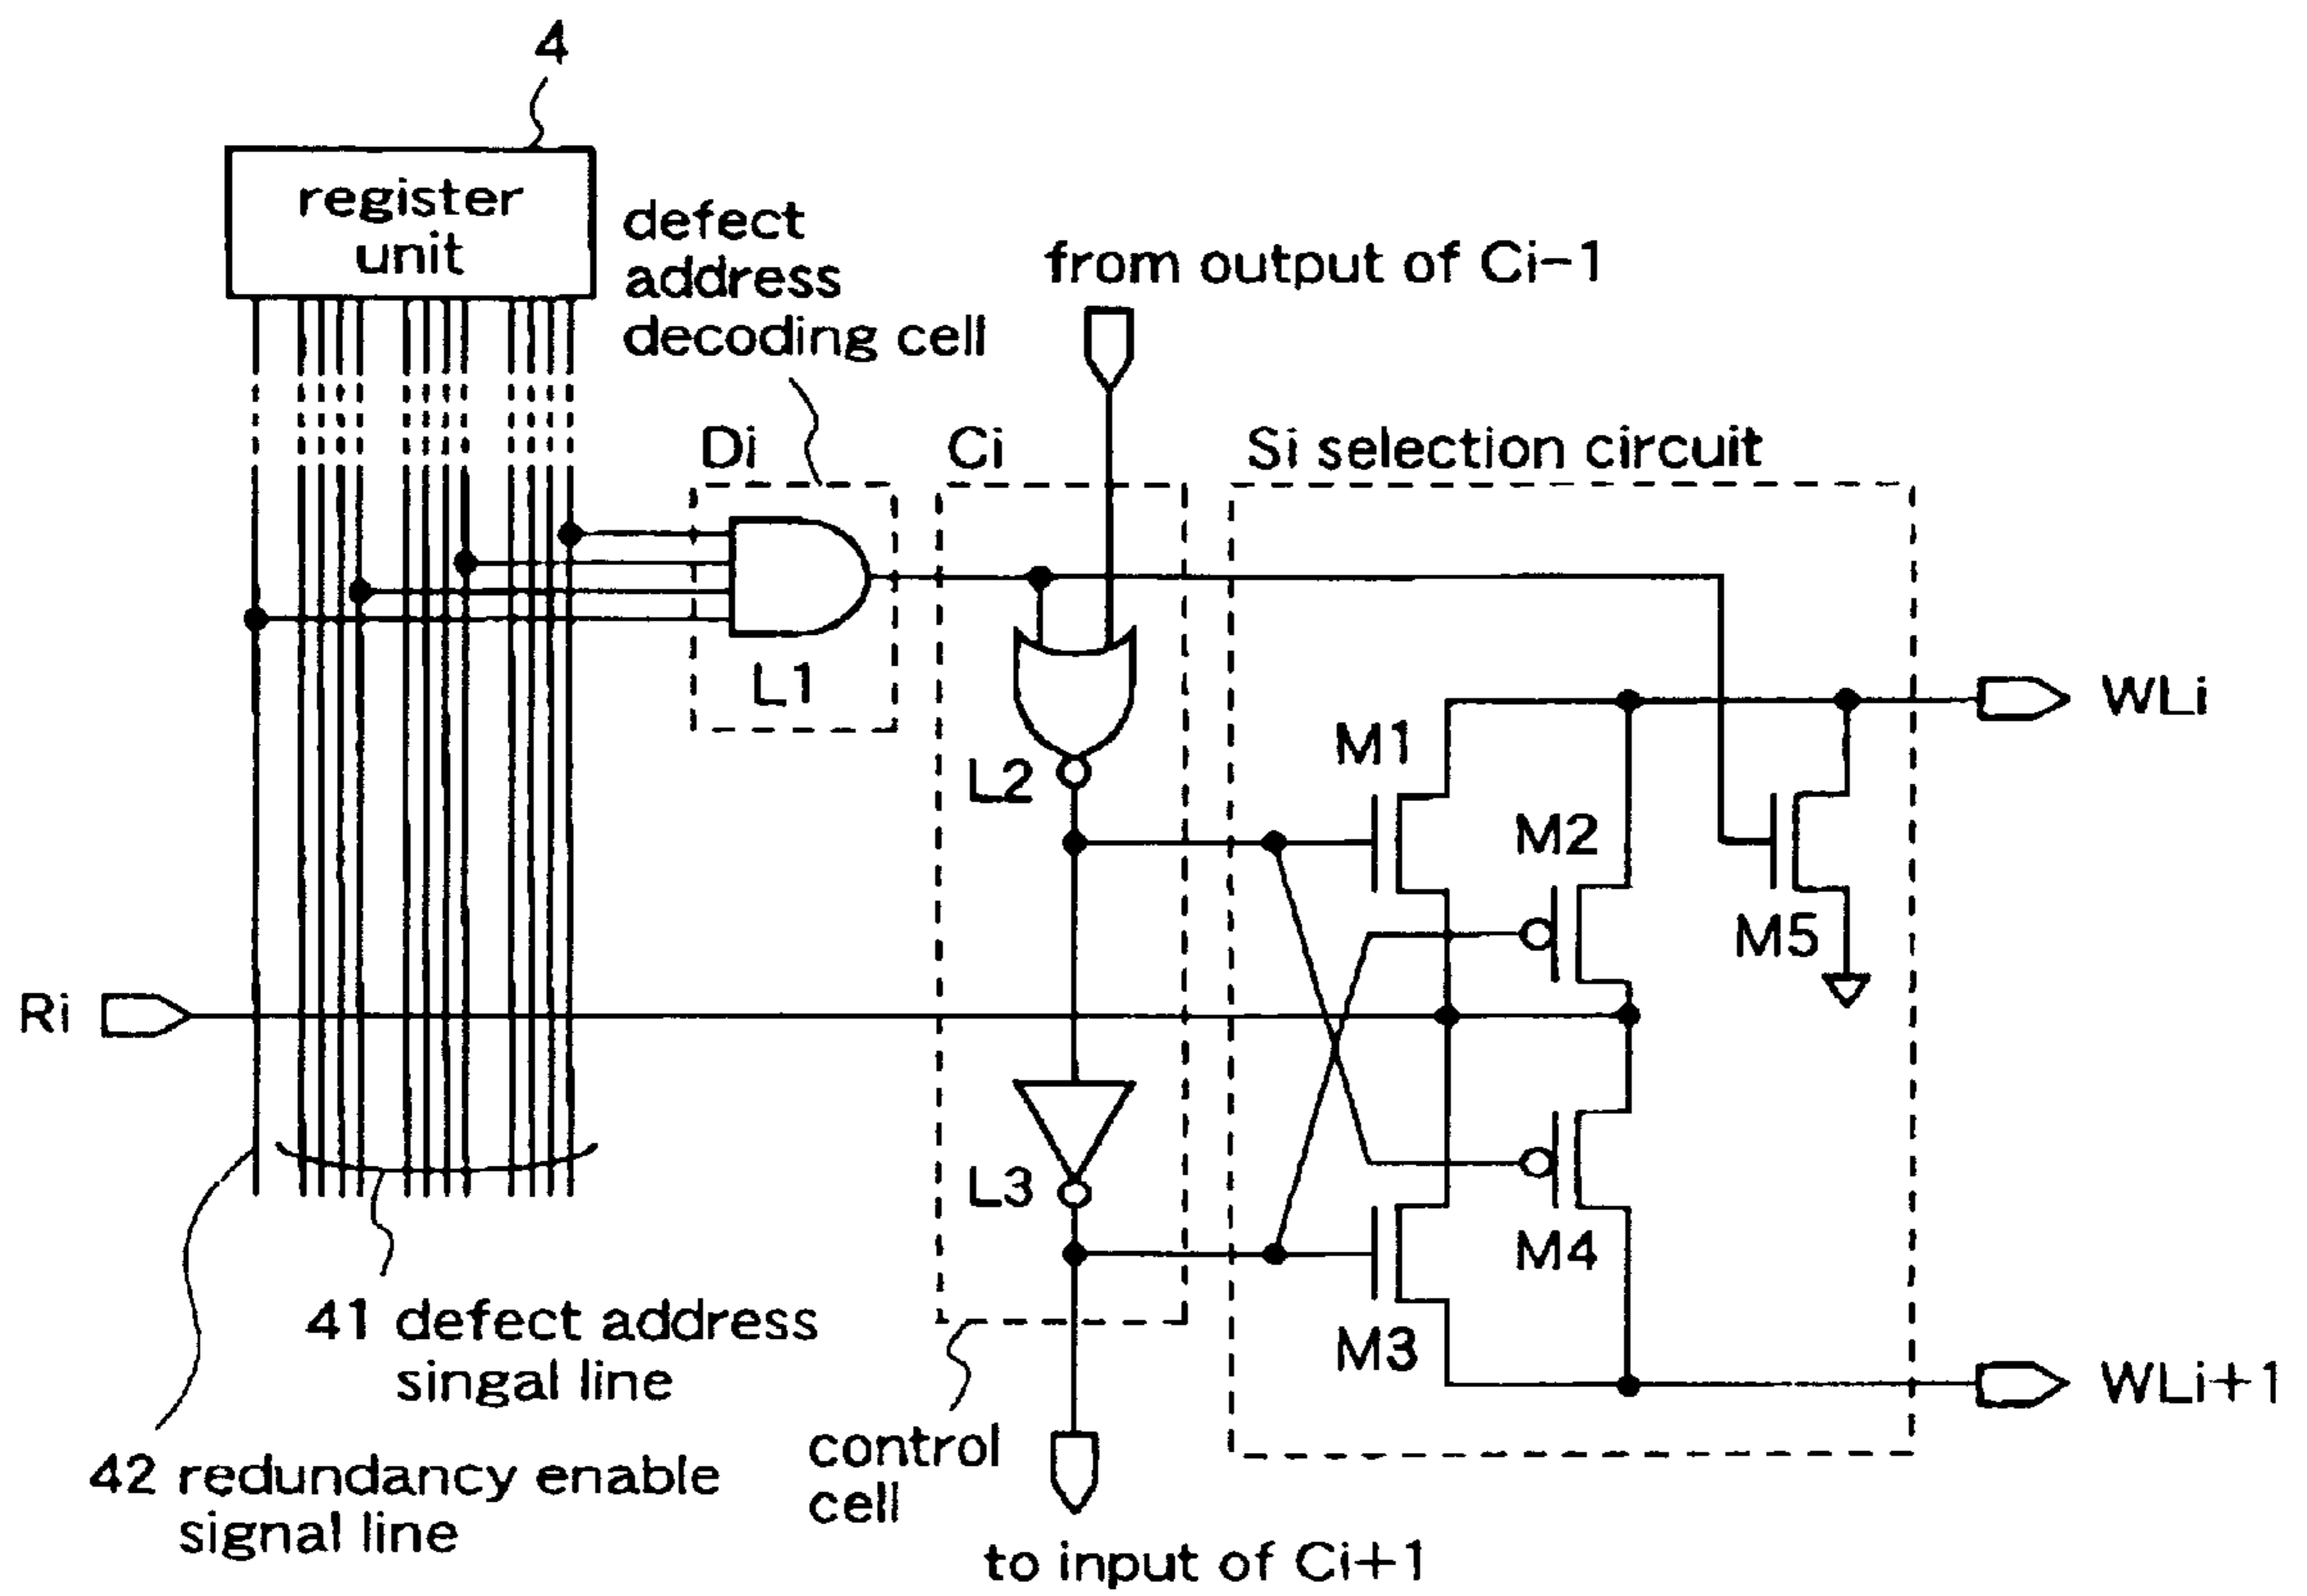 4
register
unit
defect
address
decoding cell
from output of Ci-1
Di
Ci
Si selection circuit
L1
WLi
M1
L2
M2
M5
Ri
L3
M4
41 defect address
singal line
M3
WLi+1
42 redundancy enable
signal line
control
cell
to input of Ci+1